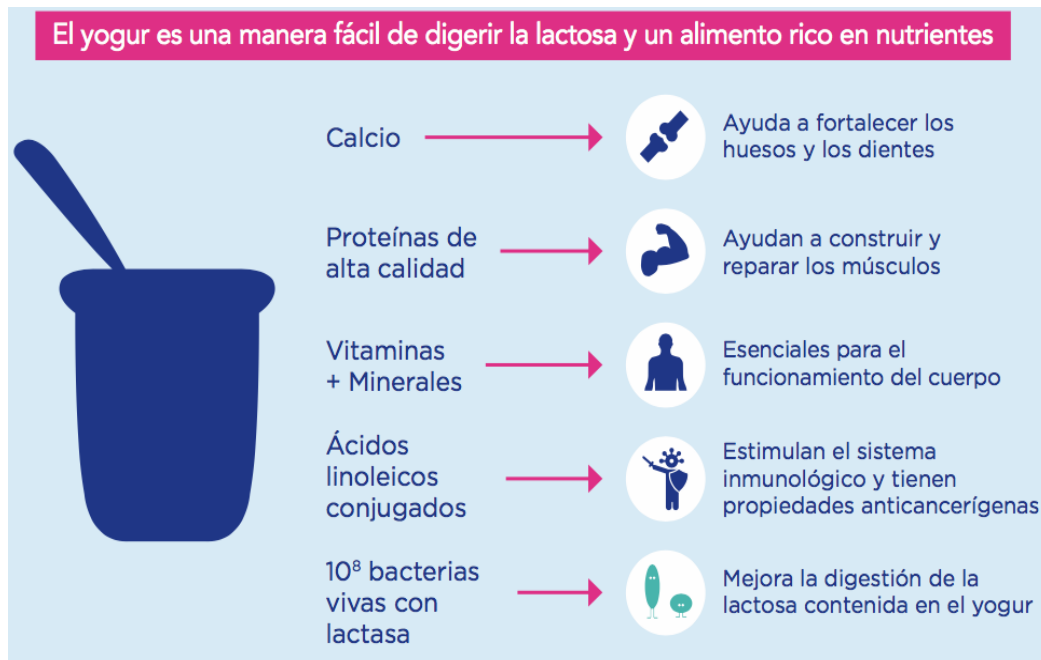 El yogur es una manera fácil de digerir la lactosa y un alimento rico en nutrientes
Calcio
Ayuda a fortalecer los
huesos y los dientes
Proteínas de
alta calidad
Ayudan a construir y
reparar los músculos
Vitaminas
+ Minerales
Esenciales para el
funcionamiento del cuerpo
Ácidos
linoleicos
conjugados
Estimulan el sistema
inmunológico y tienen
propiedades anticancerígenas
10⁸ bacterias
vivas con
lactasa
Mejora la digestión de la
lactosa contenida en el yogur